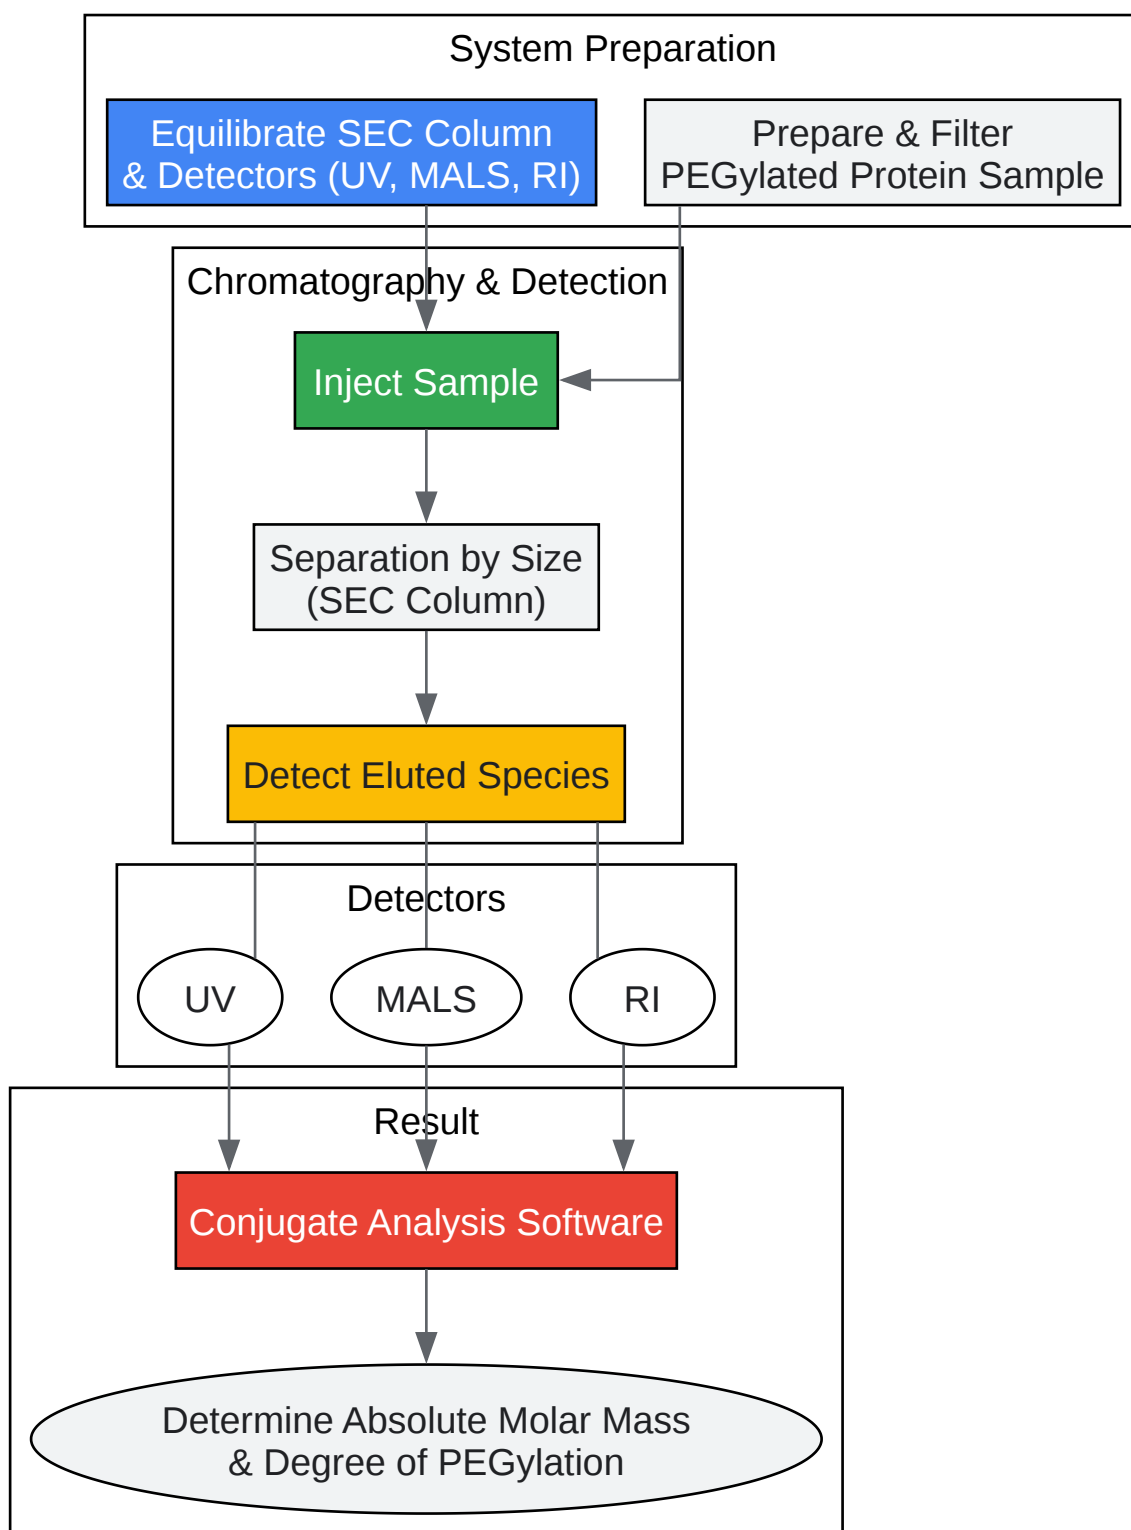 System Preparation
Equilibrate SEC Column
& Detectors (UV, MALS, RI)
Prepare & Filter
PEGylated Protein Sample
Chromatography & Detection
Inject Sample
Separation by Size
(SEC Column)
Detect Eluted Species
Detectors
UV
MALS
RI
Result
Conjugate Analysis Software
Determine Absolute Molar Mass
& Degree of PEGylation